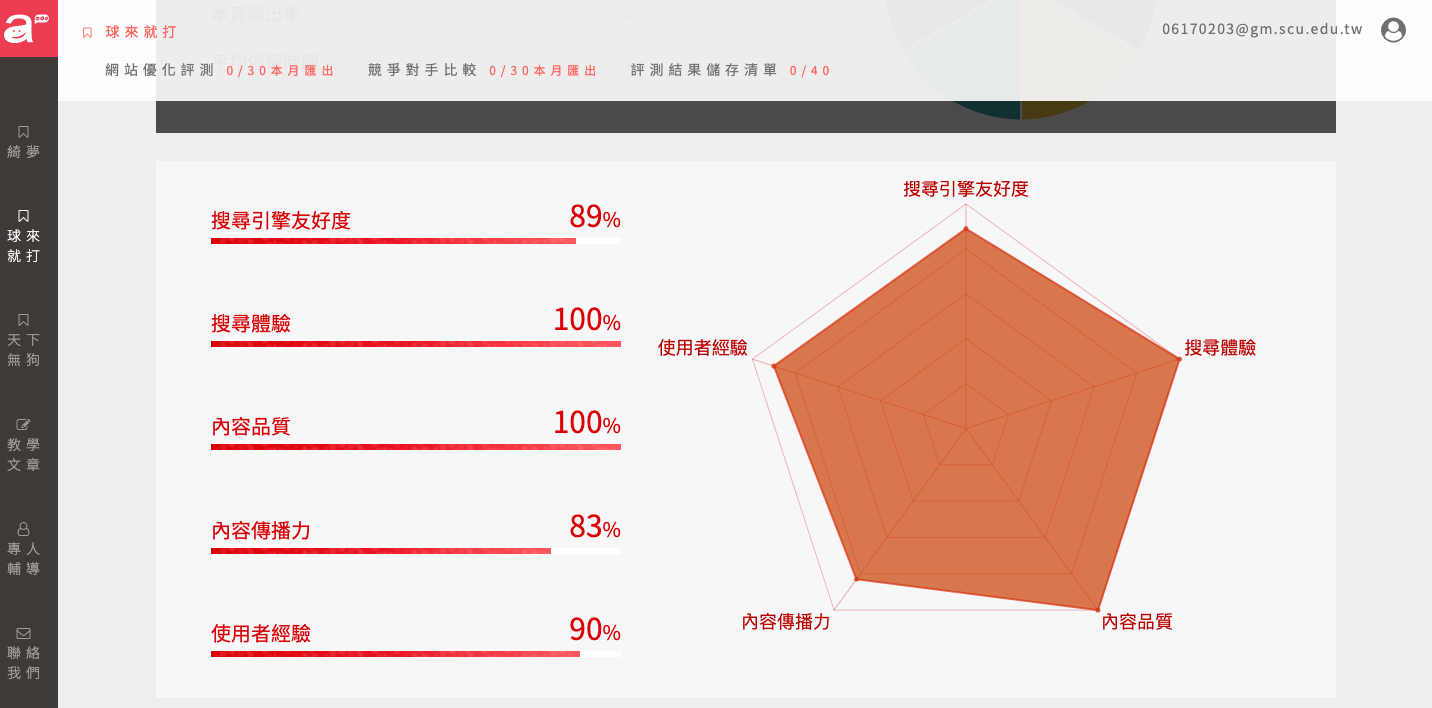 a
本頁跳出率
球來就打
06170203@gm.scu.edu.tw
網站優化評測 0/30本月匯出 競爭對手比較 0/30本月匯出 評測結果儲存清單 0/40
綺夢
球來
就打
天下
無狗
教學
文章
專人
輔導
聯絡
我們
搜尋引擎友好度 89%
搜尋體驗 100%
內容品質 100%
內容傳播力 83%
使用者經驗 90%
搜尋引擎友好度
使用者經驗
搜尋體驗
內容傳播力
內容品質